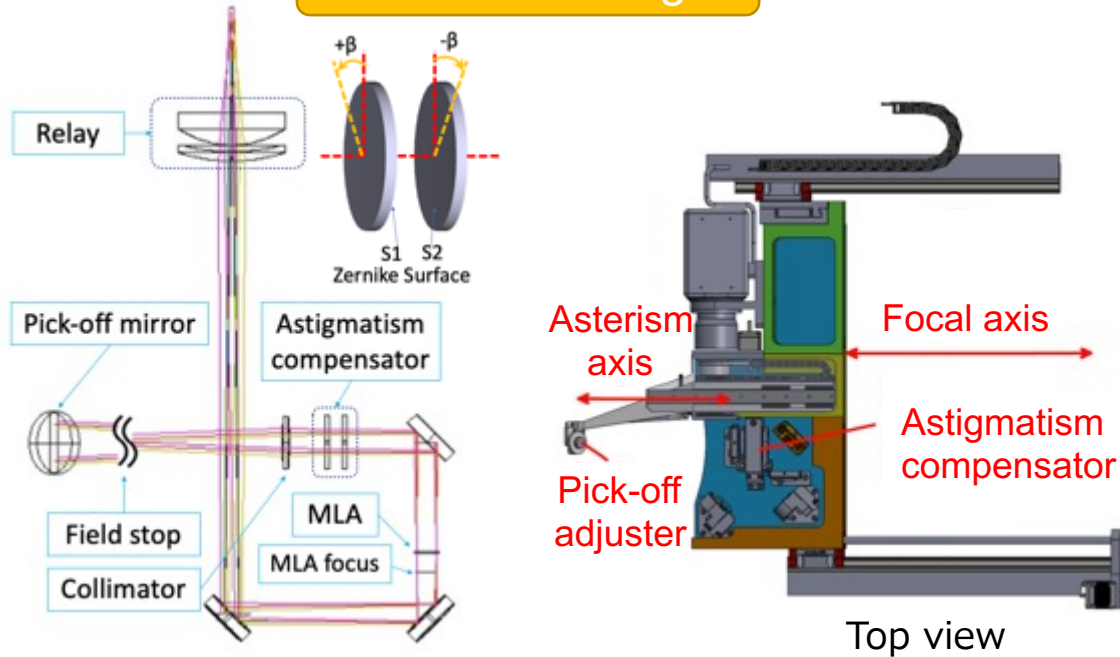 +β
-β
Relay
S1
S2
Zernike Surface
Pick-off mirror
Astigmatism
compensator
Field stop
Collimator
MLA
MLA focus
Asterism
axis
Focal axis
Astigmatism
compensator
Pick-off
adjuster
Top view